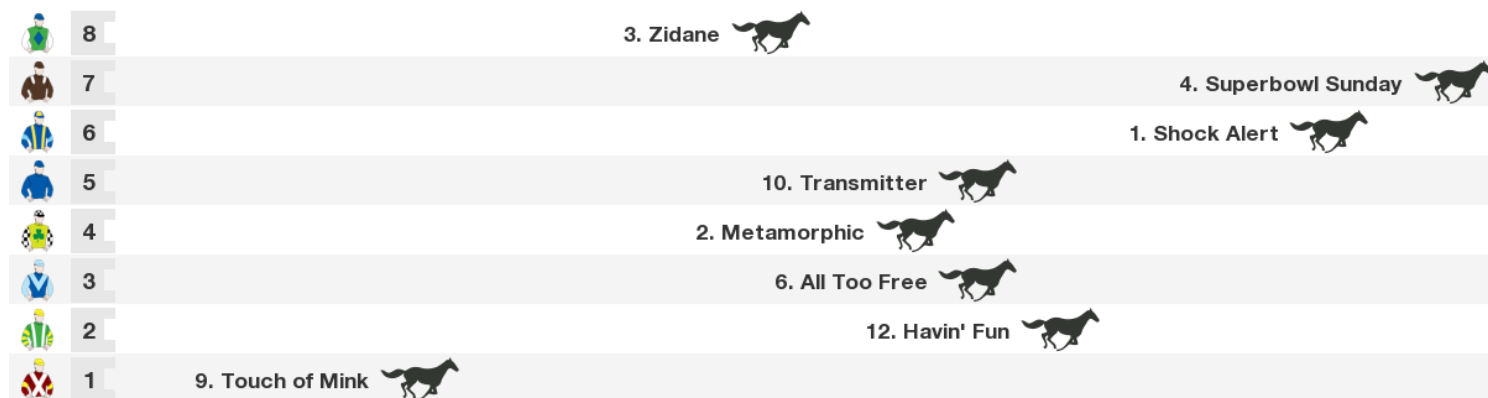 8 3. Zidane
7 4. Superbowl Sunday
6 1. Shock Alert
5 10. Transmitter
4 2. Metamorphic
3 6. All Too Free
2 12. Havin' Fun
1 9. Touch of Mink